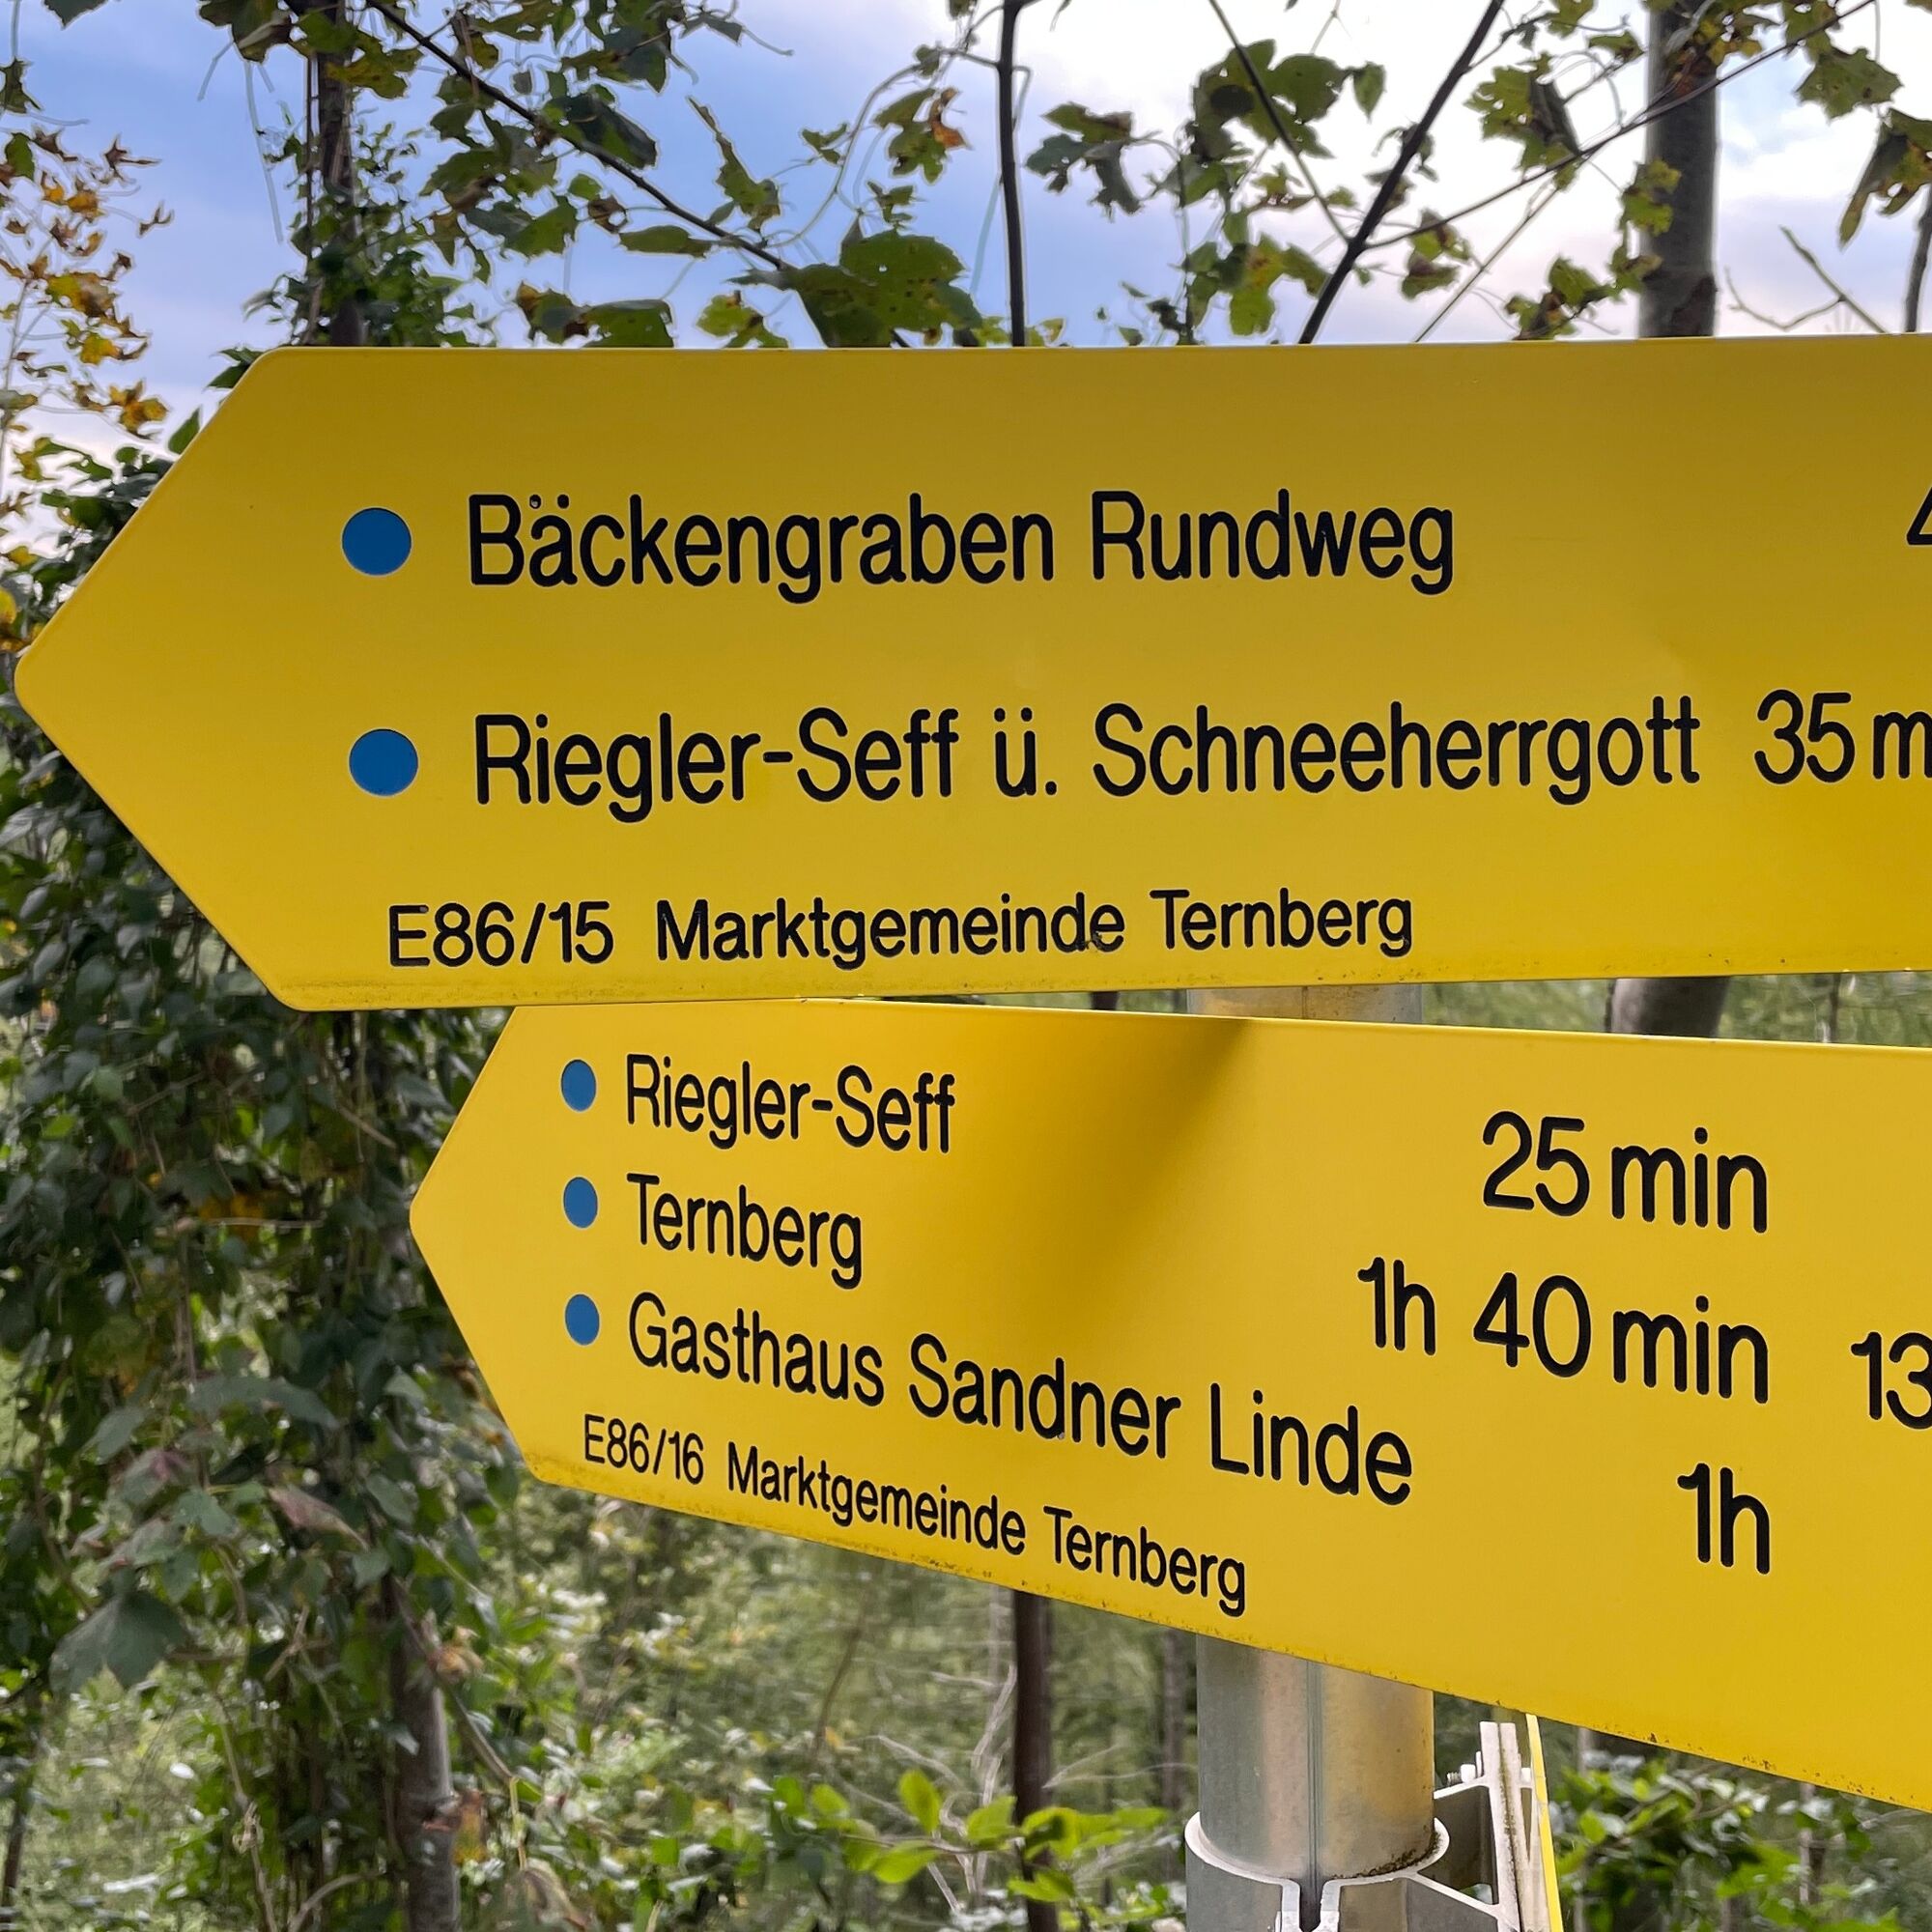 Bäckengraben Rundweg
Riegler-Seff ü. Schneeherrgott 35
E86/15 Marktgemeinde Ternberg
Riegler-Seff 25 min
Ternberg 1h 40 min
Gasthaus Sandner Linde 1h
E86/16 Marktgemeinde Ternberg